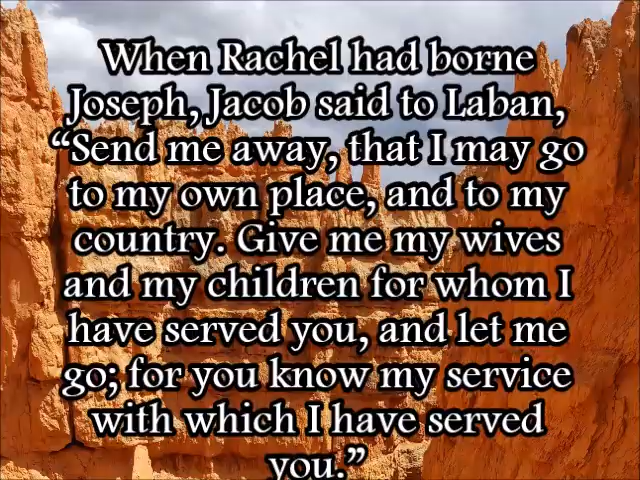 When Rachel had borne
Joseph, Jacob said to Laban,
“Send me away, that I may go
to my own place, and to my
country. Give me my wives
and my children for whom I
have served you, and let me
go; for you know my service
with which I have served
you.”